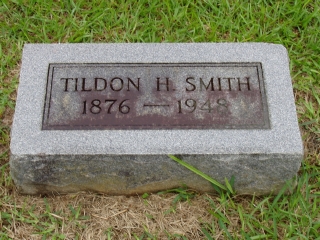 TILDON H. SMITH
1876 — 1948